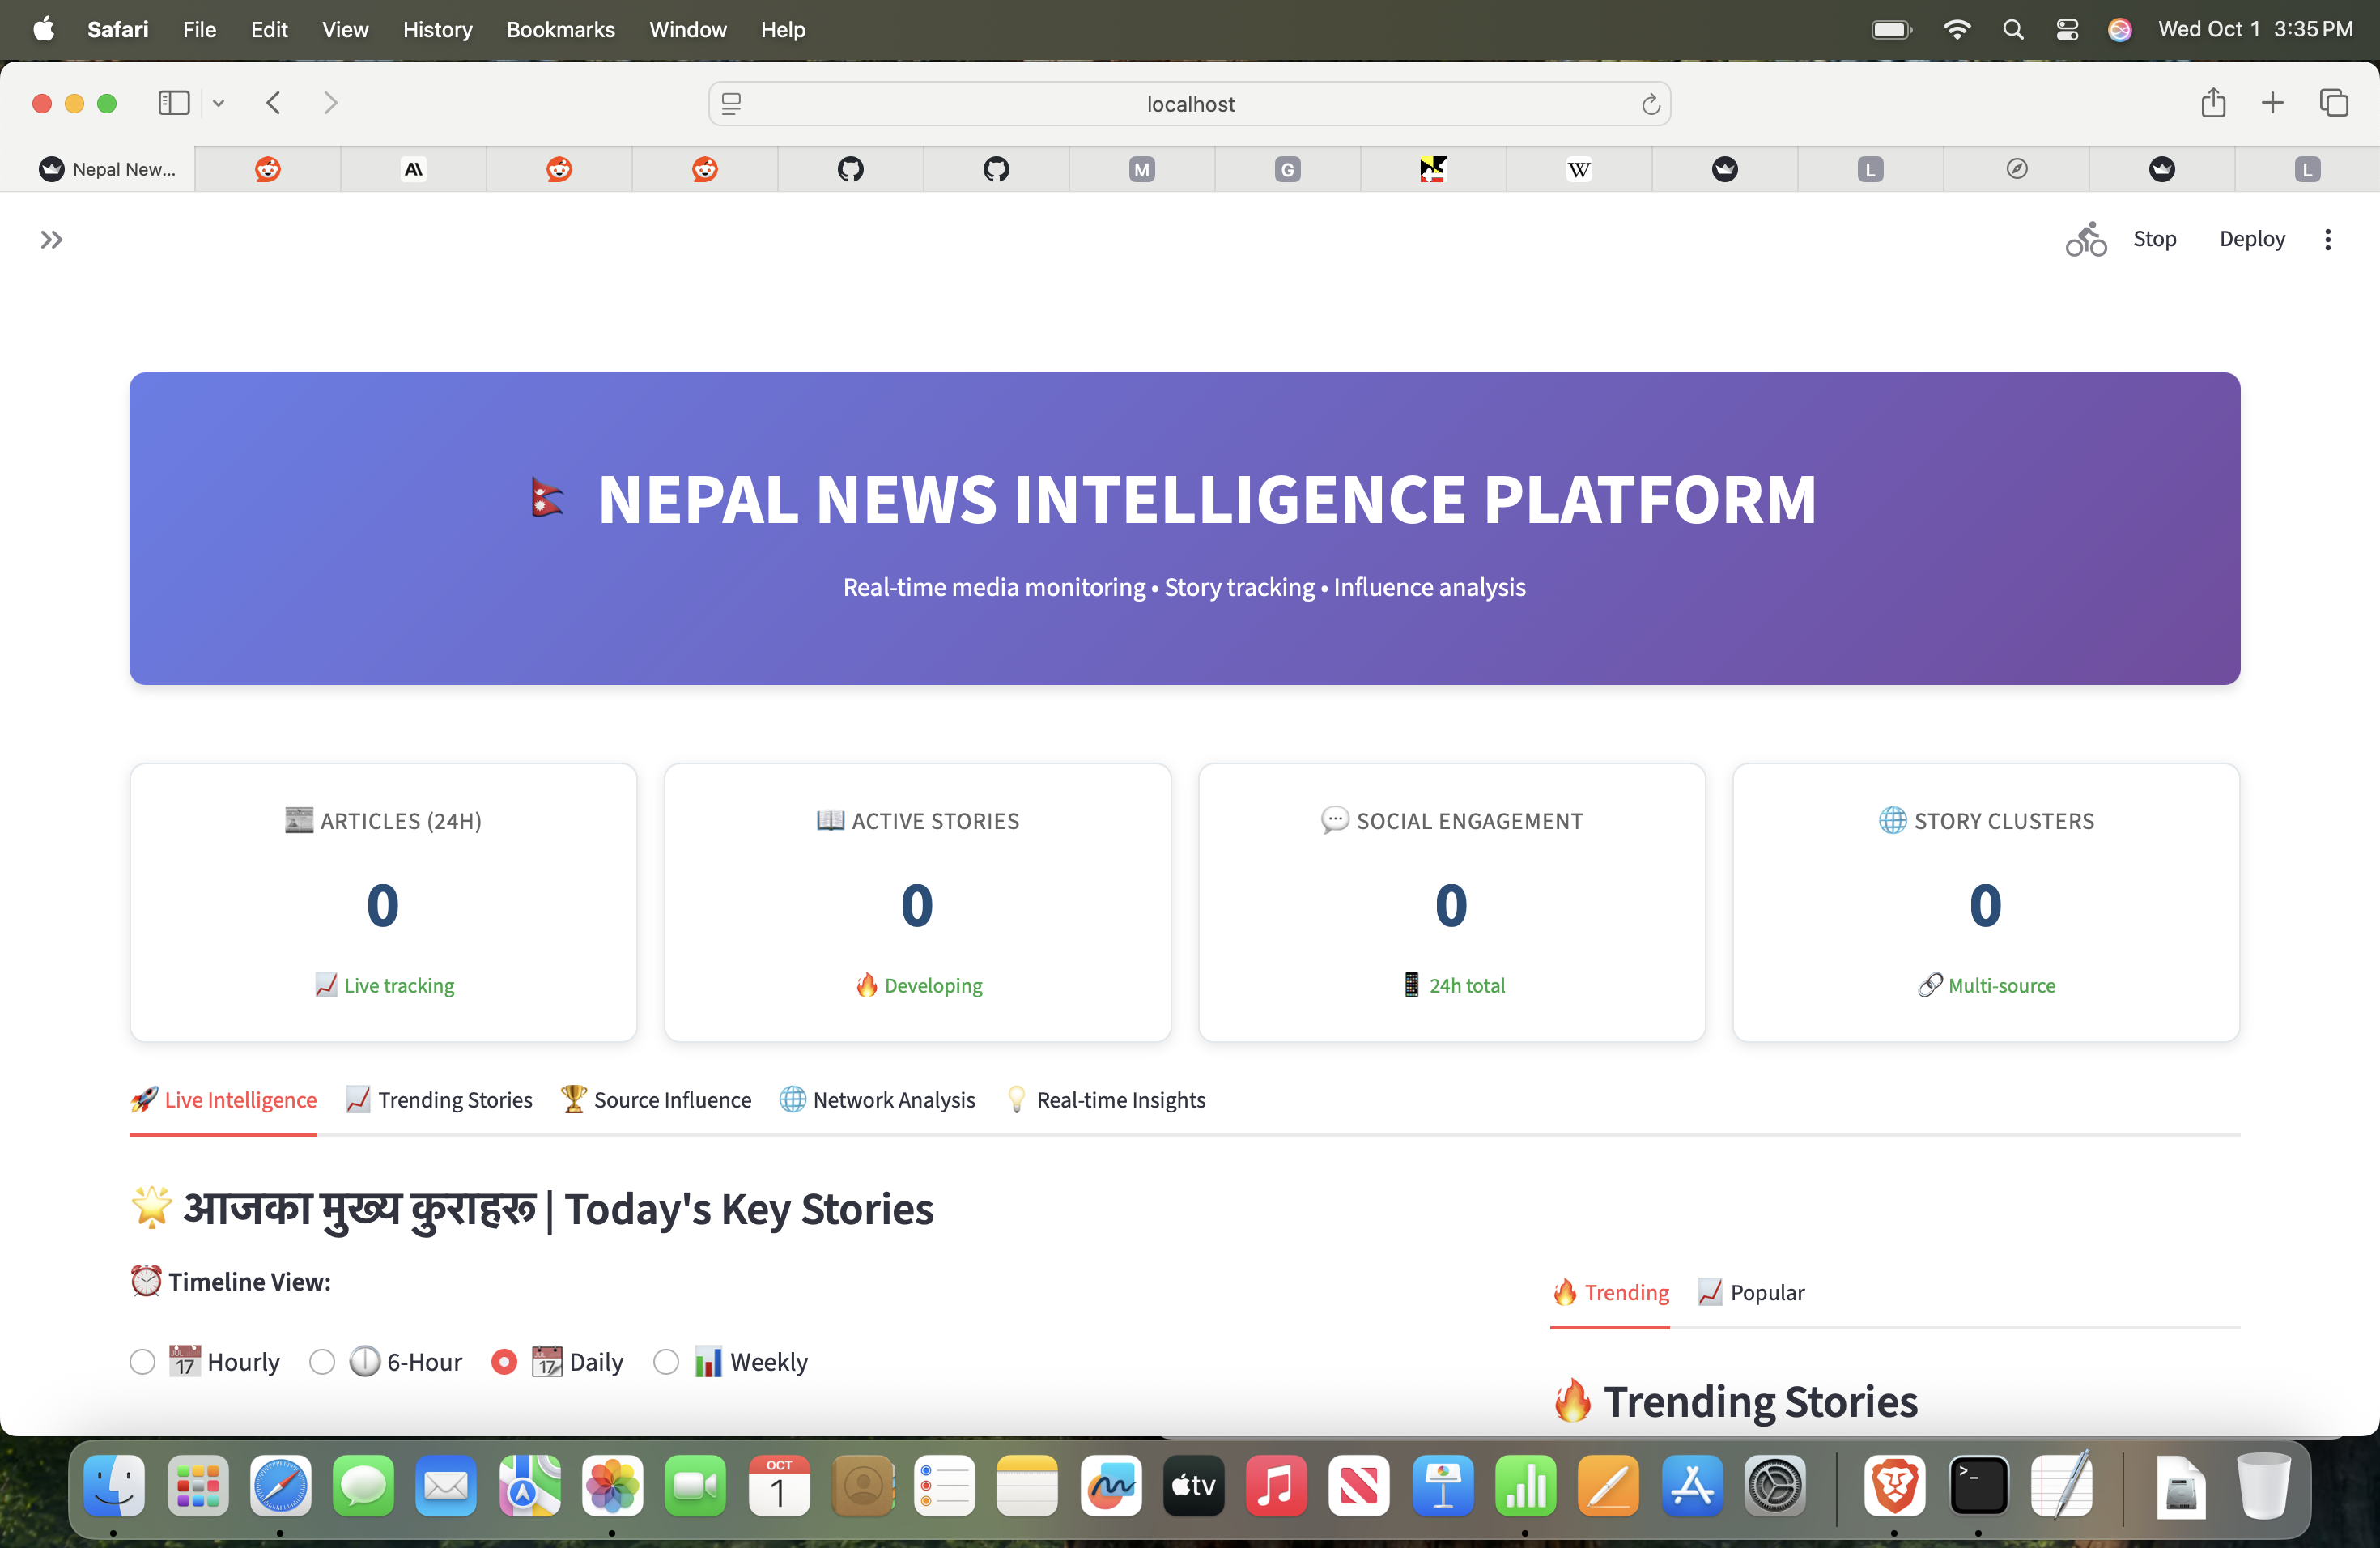 Safari File Edit View History Bookmarks Window Help Wed Oct 1 3:35 PM
localhost
Nepal New... A\ M G W L L
Stop Deploy
NEPAL NEWS INTELLIGENCE PLATFORM
Real-time media monitoring • Story tracking • Influence analysis
ARTICLES (24H)
0
Live tracking
ACTIVE STORIES
0
Developing
SOCIAL ENGAGEMENT
0
24h total
STORY CLUSTERS
0
Multi-source
Live Intelligence Trending Stories Source Influence Network Analysis Real-time Insights
आजका मुख्य कुराहरू | Today's Key Stories
Timeline View:
Hourly 6-Hour Daily Weekly
Trending Popular
Trending Stories
OCT
1
tv
>_